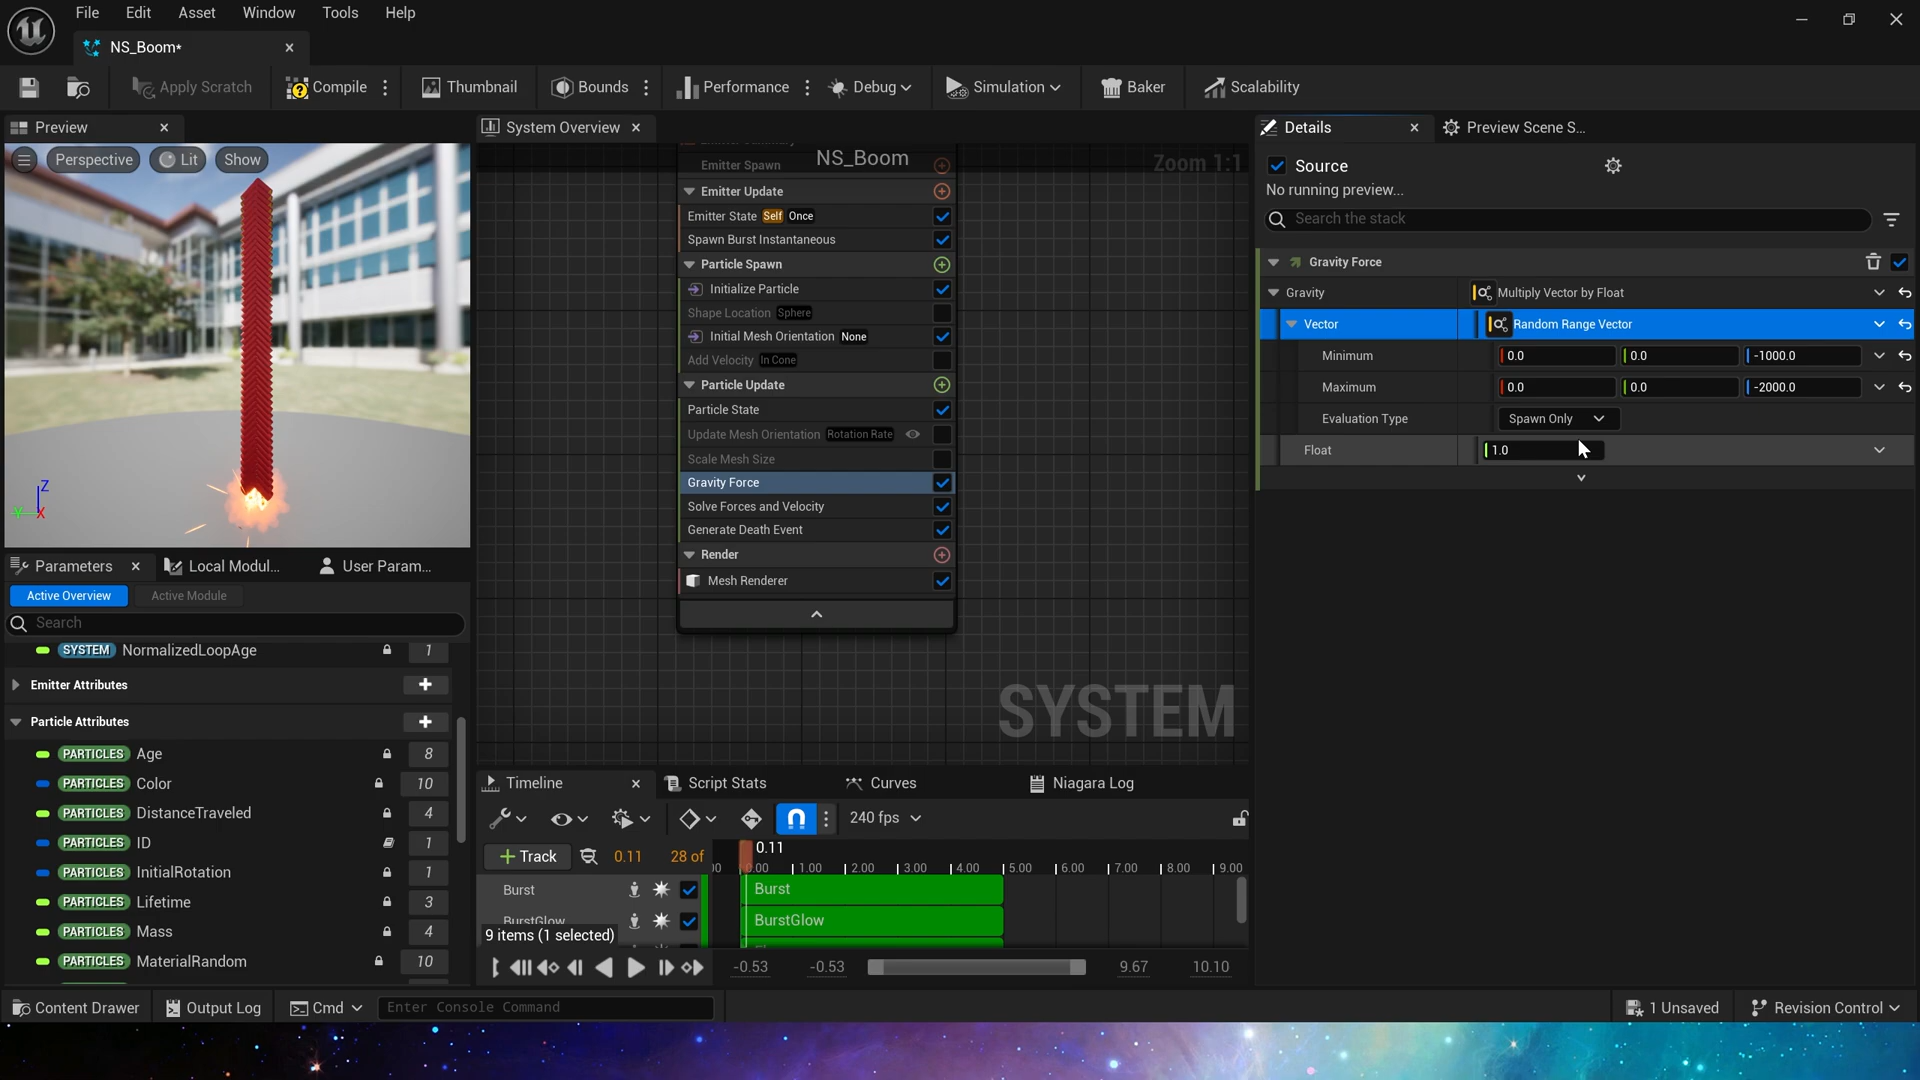 File Edit Asset Window Tools Help
NS_Boom*
Apply Scratch Compile Thumbnail Bounds Performance Debug Simulation Baker Scalability
Preview
Perspective Lit Show
Z
Y X
System Overview
NS_Boom
Zoom 1:1
Emitter Spawn
Emitter Update
Emitter State Self Once
Spawn Burst Instantaneous
Particle Spawn
Initialize Particle
Shape Location Sphere
Initial Mesh Orientation None
Add Velocity In Cone
Particle Update
Particle State
Update Mesh Orientation Rotation Rate
Scale Mesh Size
Gravity Force
Solve Forces and Velocity
Generate Death Event
Render
Mesh Renderer
SYSTEM
Details Preview Scene S...
Source
No running preview...
Search the stack
Gravity Force
Gravity Multiply Vector by Float
Vector Random Range Vector
Minimum 0.0 0.0 -1000.0
Maximum 0.0 0.0 -2000.0
Evaluation Type Spawn Only
Float 1.0
Parameters Local Modul... User Param...
Active Overview Active Module
Search
SYSTEM NormalizedLoopAge 1
Emitter Attributes
Particle Attributes
PARTICLES Age 8
PARTICLES Color 10
PARTICLES DistanceTraveled 4
PARTICLES ID 1
PARTICLES InitialRotation 1
PARTICLES Lifetime 3
PARTICLES Mass 4
PARTICLES MaterialRandom 10
Timeline Script Stats Curves Niagara Log
240 fps
Track 0.11 28 of
0.11
0.00 1.00 2.00 3.00 4.00 5.00 6.00 7.00 8.00 9.00
Burst Burst
BurstGlow BurstGlow
9 items (1 selected)
-0.53 -0.53 9.67 10.10
Content Drawer Output Log Cmd Enter Console Command 1 Unsaved Revision Control